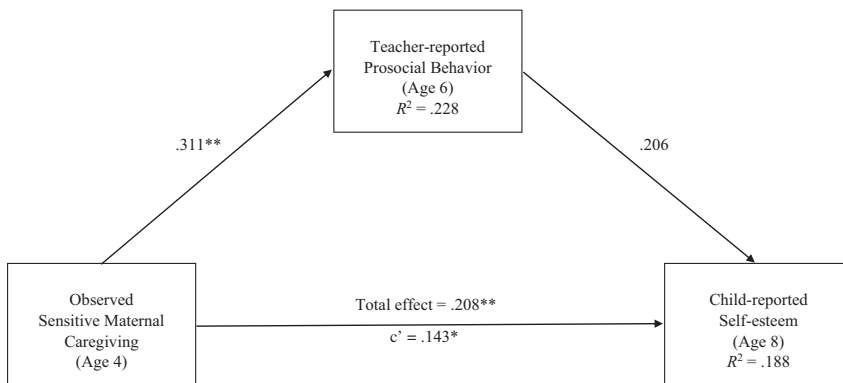 Teacher-reported
Prosocial Behavior
(Age 6)
R² = .228
.311**
.206
Observed
Sensitive Maternal
Caregiving
(Age 4)
Total effect = .208**
c' = .143*
Child-reported
Self-esteem
(Age 8)
R² = .188